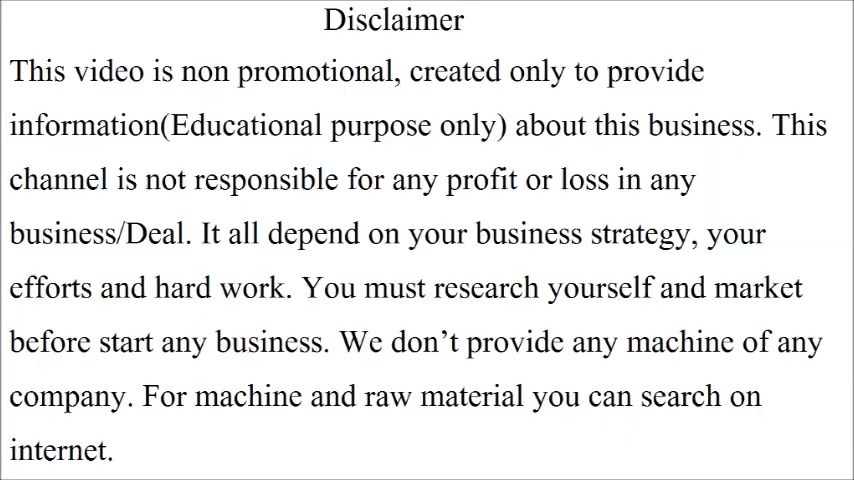 Disclaimer
This video is non promotional, created only to provide
information(Educational purpose only) about this business. This
channel is not responsible for any profit or loss in any
business/Deal. It all depend on your business strategy, your
efforts and hard work. You must research yourself and market
before start any business. We don’t provide any machine of any
company. For machine and raw material you can search on
internet.